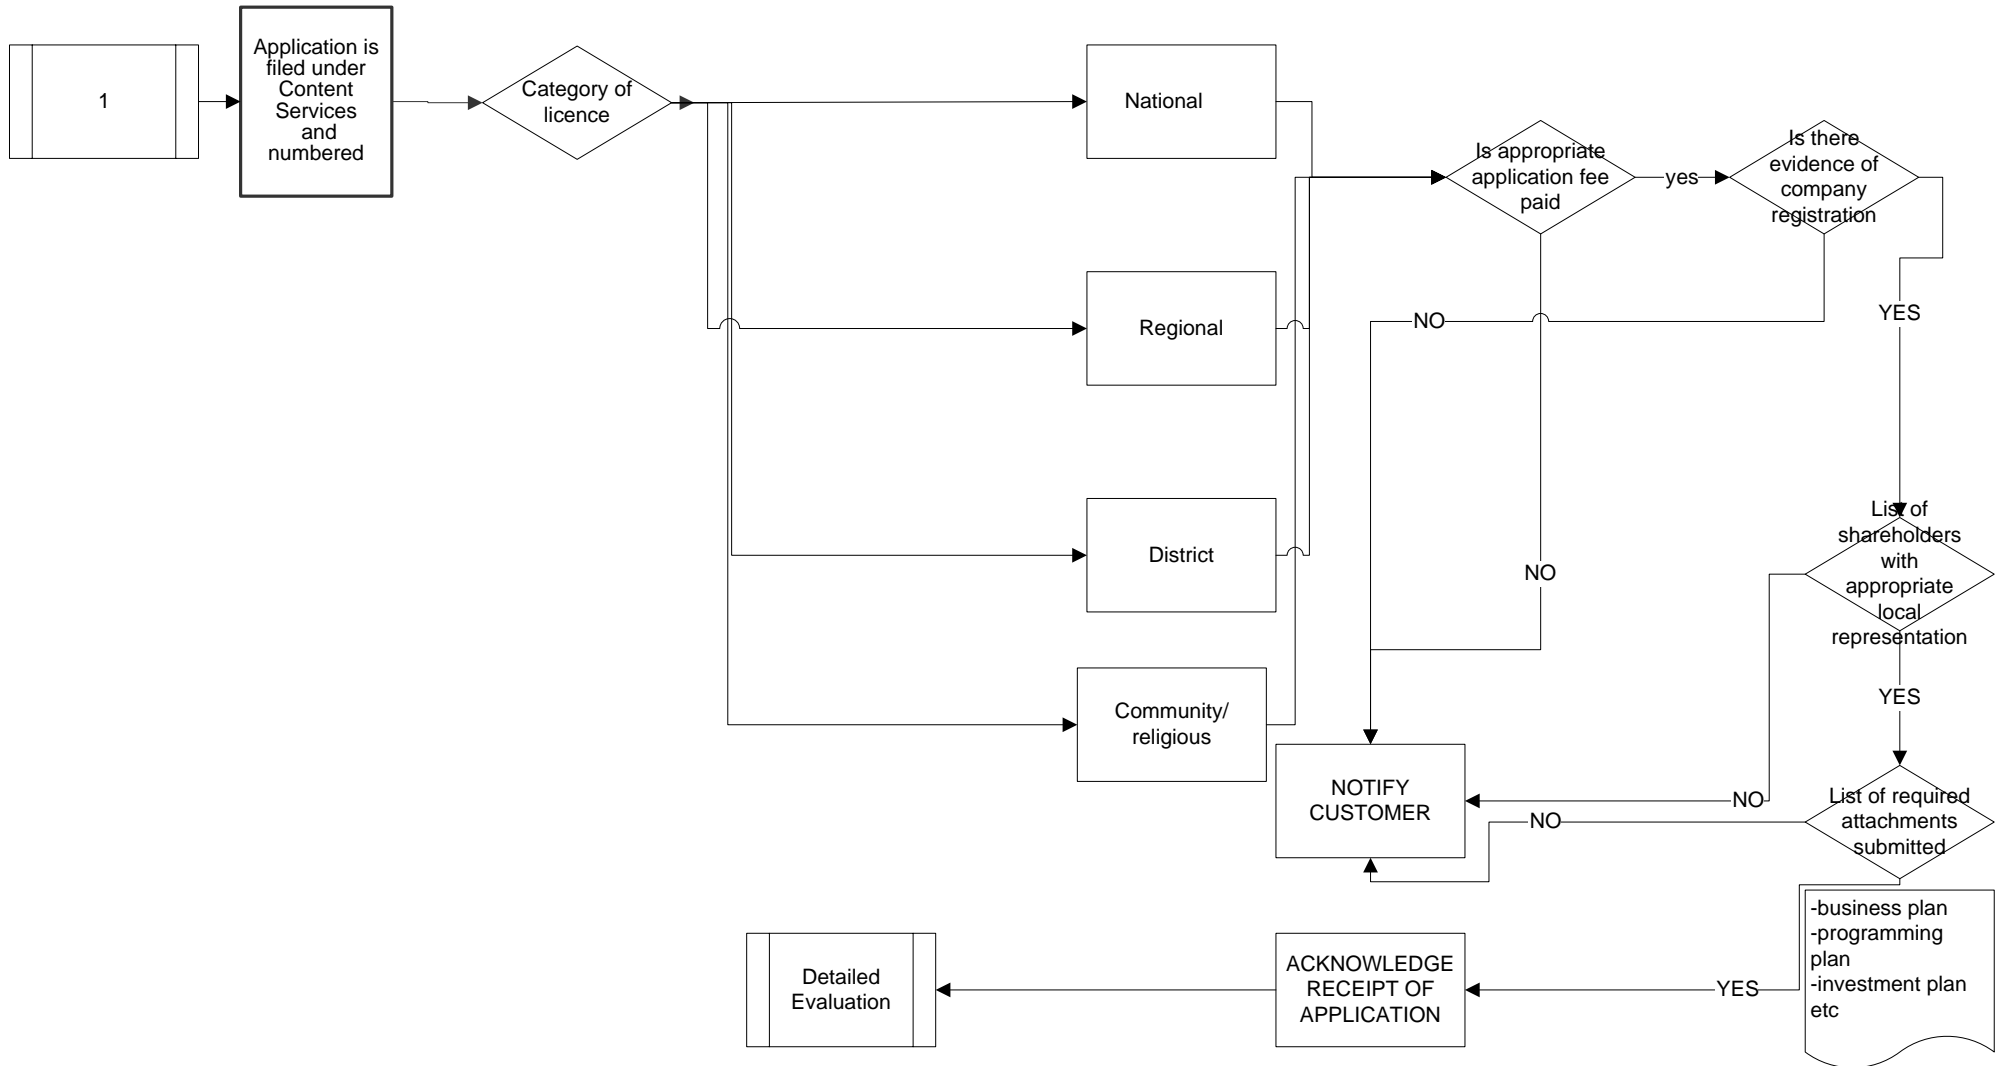 1
Application is
filed under
Content
Services
and
numbered
Category of
licence
National
Regional
District
Community/
religious
Is appropriate
application fee
paid
yes
Is there
evidence of
company
registration
NO
YES
NO
List of
shareholders
with
appropriate
local
representation
YES
NO
NOTIFY
CUSTOMER
NO
List of required
attachments
submitted
-business plan
-programming
plan
-investment plan
etc
YES
ACKNOWLEDGE
RECEIPT OF
APPLICATION
Detailed
Evaluation